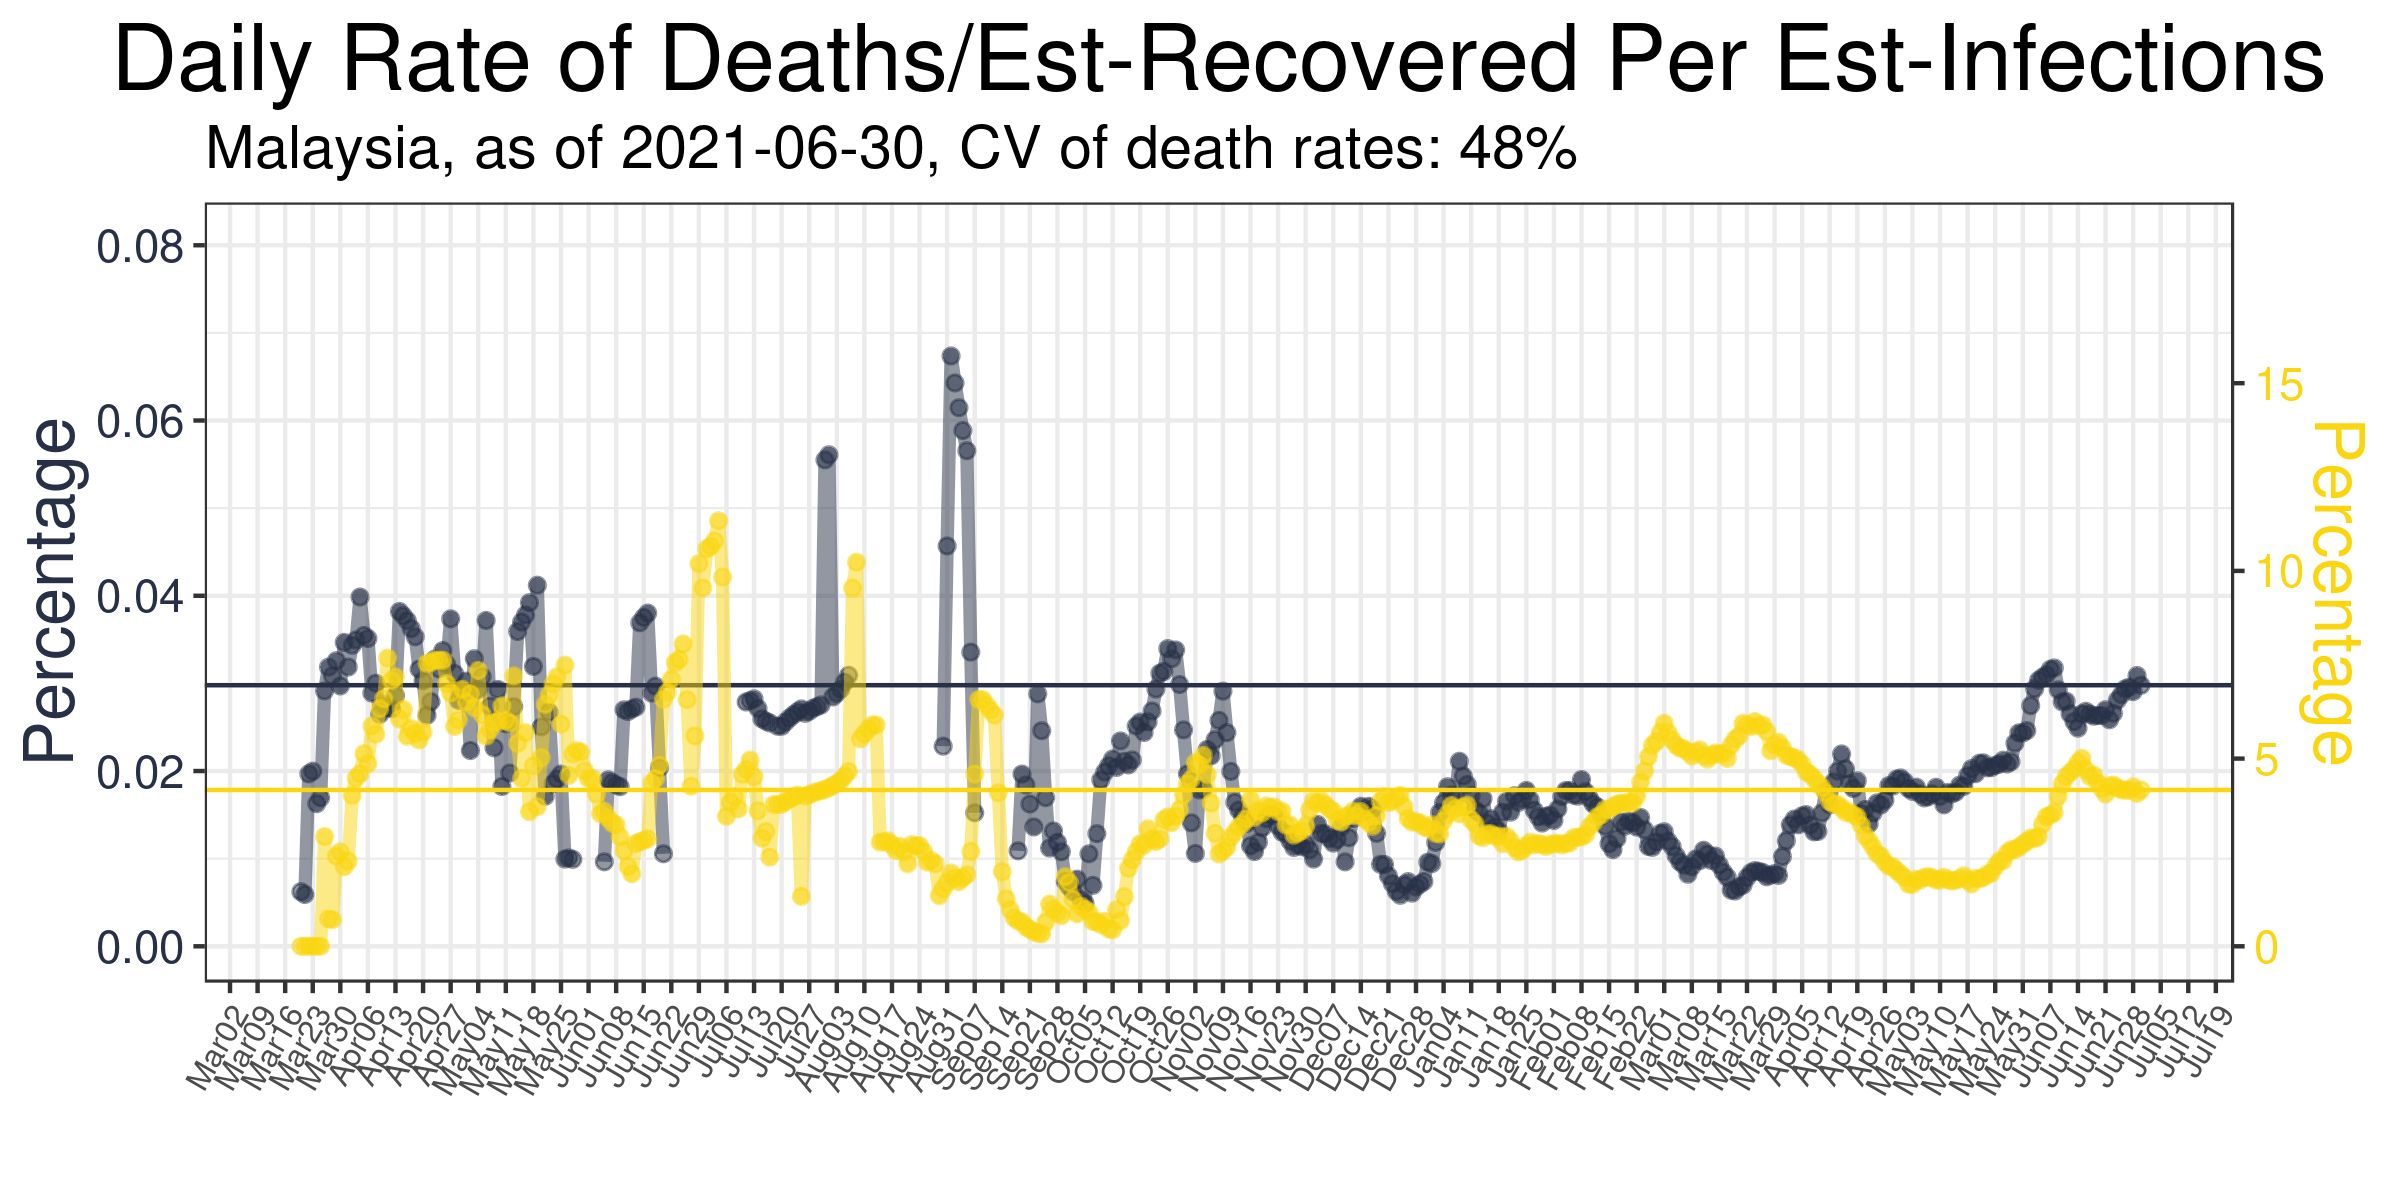 Daily Rate of Deaths/Est-Recovered Per Est-Infections
Malaysia, as of 2021-06-30, CV of death rates: 48%
Percentage
0.08
0.06
0.04
0.02
0.00
15
10
5
0
Percentage
Mar02
Mar09
Mar16
Mar23
Mar30
Apr06
Apr13
Apr20
Apr27
May04
May11
May18
May25
Jun01
Jun08
Jun15
Jun22
Jun29
Jul06
Jul13
Jul20
Jul27
Aug03
Aug10
Aug17
Aug24
Aug31
Sep07
Sep14
Sep21
Sep28
Oct05
Oct12
Oct19
Oct26
Nov02
Nov09
Nov16
Nov23
Nov30
Dec07
Dec14
Dec21
Dec28
Jan04
Jan11
Jan18
Jan25
Feb01
Feb08
Feb15
Feb22
Mar01
Mar08
Mar15
Mar22
Mar29
Apr05
Apr12
Apr19
Apr26
May03
May10
May17
May24
May31
Jun07
Jun14
Jun21
Jun28
Jul05
Jul12
Jul19